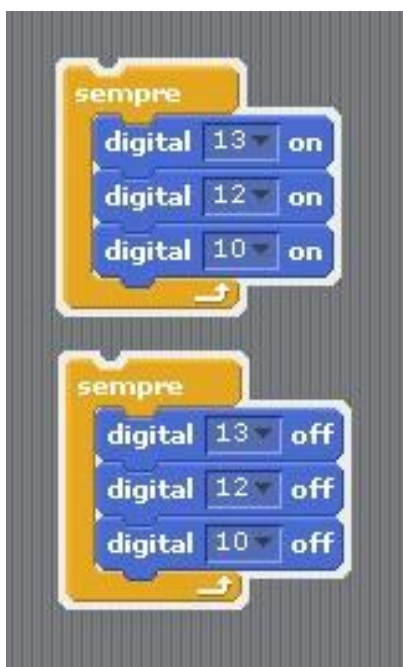 sempre
digital 13 on
digital 12 on
digital 10 on
sempre
digital 13 off
digital 12 off
digital 10 off